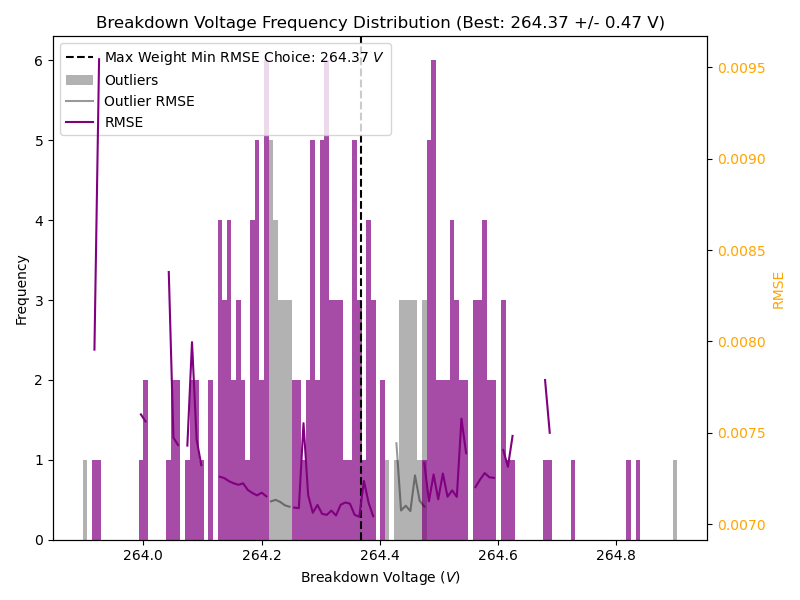 Breakdown Voltage Frequency Distribution (Best: 264.37 +/- 0.47 V)
Max Weight Min RMSE Choice: 264.37 V
Outliers
Outlier RMSE
RMSE
Frequency
6
5
4
3
2
1
0
0.0095
0.0090
0.0085
0.0080
0.0075
0.0070
RMSE
264.0
264.2
264.4
264.6
264.8
Breakdown Voltage (V)